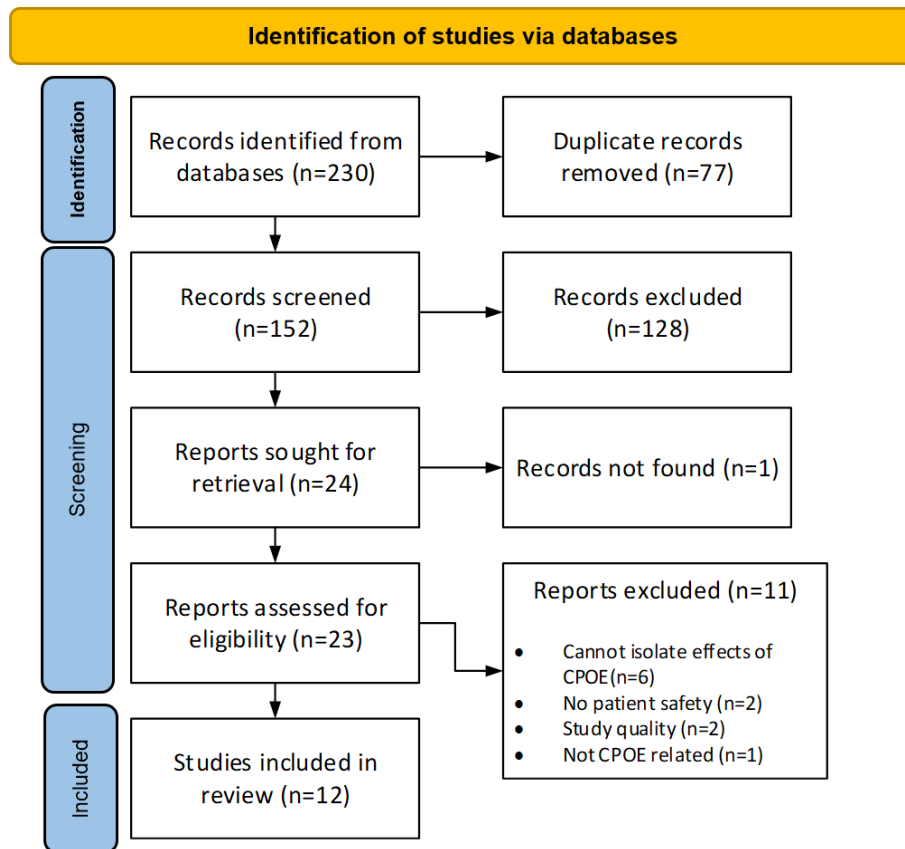 Identification of studies via databases
Identification
Records identified from
databases (n=230)
Duplicate records
removed (n=77)
Screening
Records screened
(n=152)
Records excluded
(n=128)
Reports sought for
retrieval (n=24)
Records not found (n=1)
Reports assessed for
eligibility (n=23)
Reports excluded (n=11)
• Cannot isolate effects of
CPOE(n=6)
• No patient safety (n=2)
• Study quality (n=2)
• Not CPOE related (n=1)
Included
Studies included in
review (n=12)